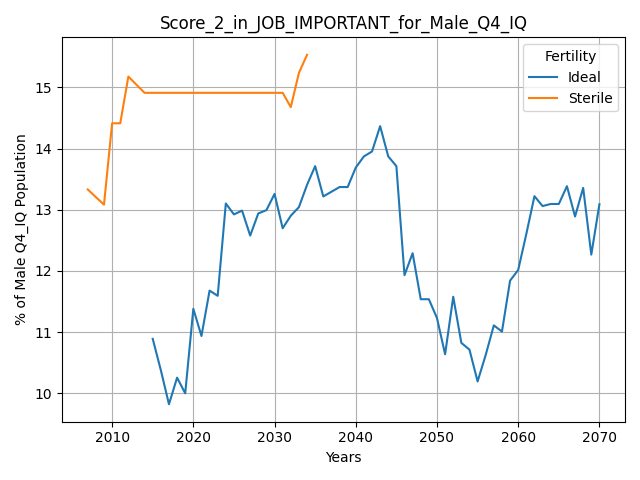 Score_2_in_JOB_IMPORTANT_for_Male_Q4_IQ
Fertility
Ideal
Sterile
% of Male Q4_IQ Population
15
14
13
12
11
10
2010 2020 2030 2040 2050 2060 2070
Years